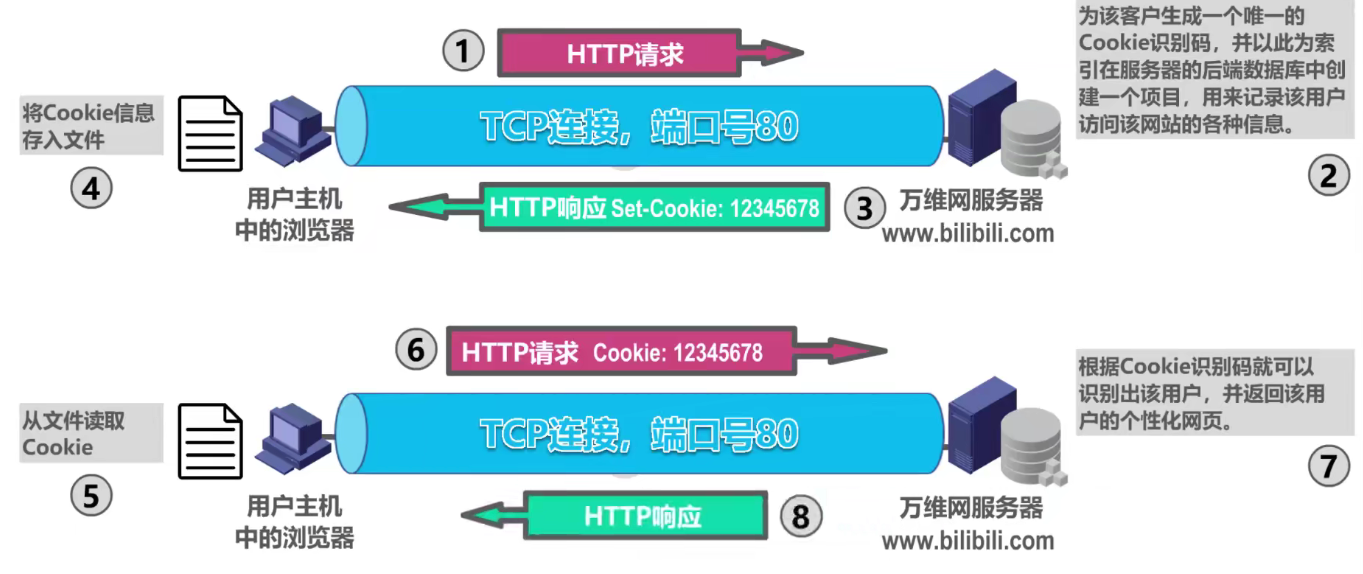 1
HTTP请求
为该客户生成一个唯一的
Cookie识别码，并以此为索
引在服务器的后端数据库中创
建一个项目，用来记录该用户
访问该网站的各种信息。
2
将Cookie信息
存入文件
4
TCP连接，端口号80
用户主机
中的浏览器
HTTP响应 Set-Cookie: 12345678
3
万维网服务器
www.bilibili.com
6
HTTP请求 Cookie: 12345678
从文件读取
Cookie
5
TCP连接，端口号80
根据Cookie识别码就可以
识别出该用户，并返回该用
户的个性化网页。
7
用户主机
中的浏览器
HTTP响应
8
万维网服务器
www.bilibili.com